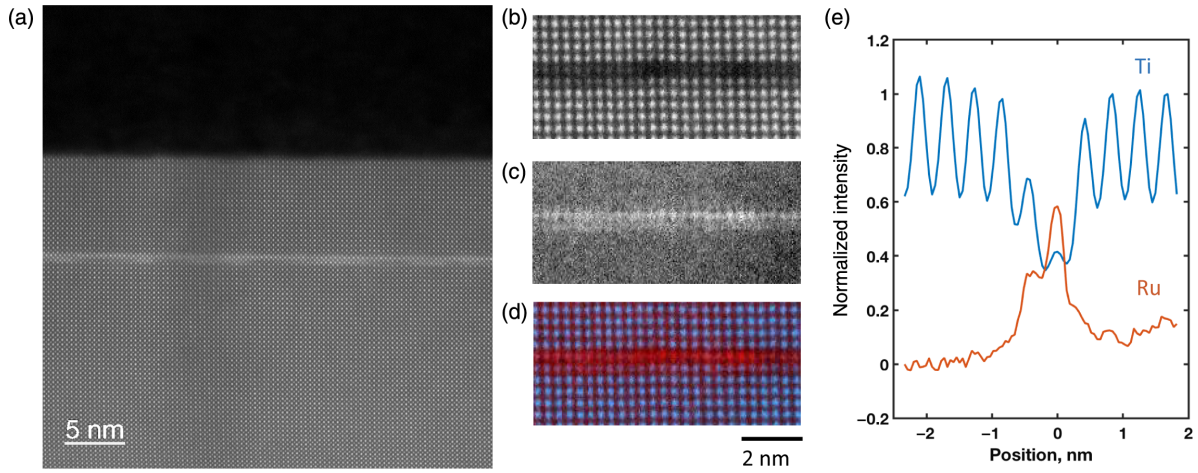 (a)
5 nm
(b)
(c)
(d)
2 nm
(e)
1.2
1
0.8
0.6
0.4
0.2
0
−0.2
Normalized intensity
Ti
Ru
−2 −1 0 1 2
Position, nm